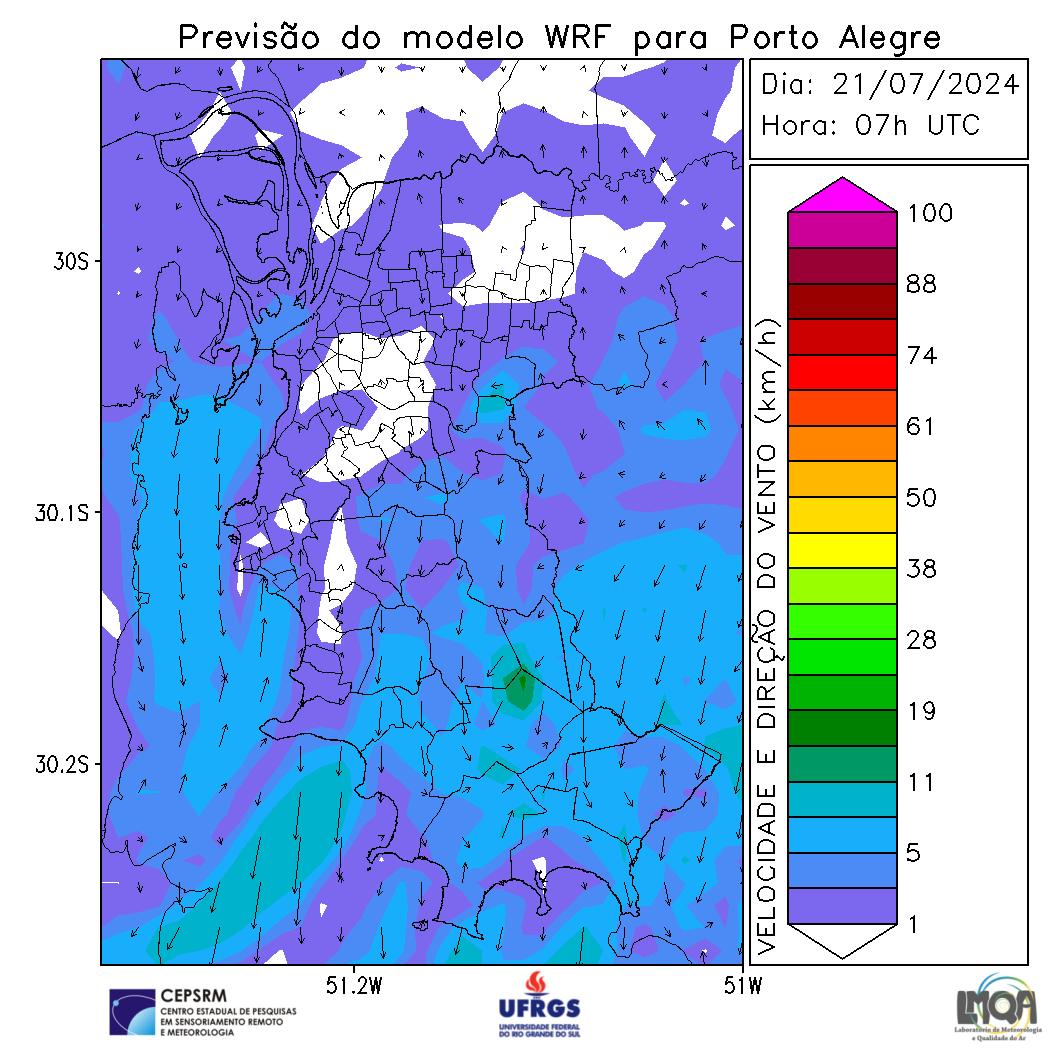 Previsão do modelo WRF para Porto Alegre
Dia: 21/07/2024
Hora: 07h UTC
30S
30.1S
30.2S
51.2W
51W
VELOCIDADE E DIREÇÃO DO VENTO (km/h)
100
88
74
61
50
38
28
19
11
5
1
CEPSRM
CENTRO ESTADUAL DE PESQUISAS
EM SENSORIAMENTO REMOTO
E METEOROLOGIA
UFRGS
UNIVERSIDADE FEDERAL
DO RIO GRANDE DO SUL
LMQA
Laboratório de Meteorologia
e Qualidade do Ar